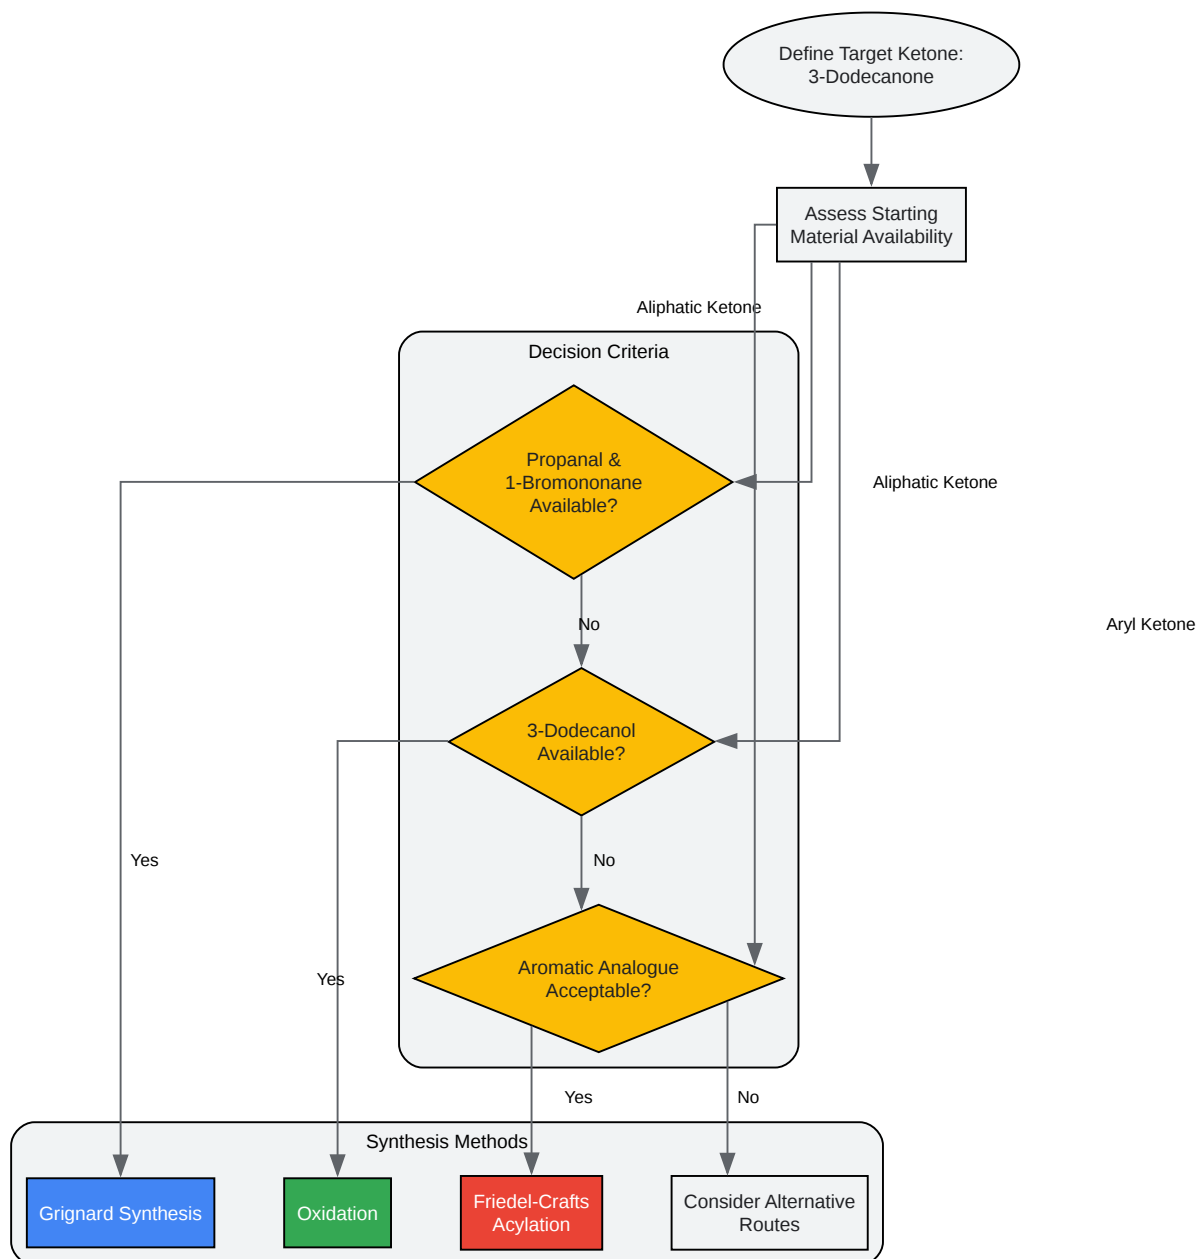 Define Target Ketone:
3-Dodecanone
Assess Starting
Material Availability
Aliphatic Ketone
Decision Criteria
Propanal &
1-Bromononane
Available?
Aliphatic Ketone
No
Aryl Ketone
3-Dodecanol
Available?
Yes
No
Aromatic Analogue
Acceptable?
Yes
Yes
No
Synthesis Methods
Grignard Synthesis
Oxidation
Friedel-Crafts
Acylation
Consider Alternative
Routes